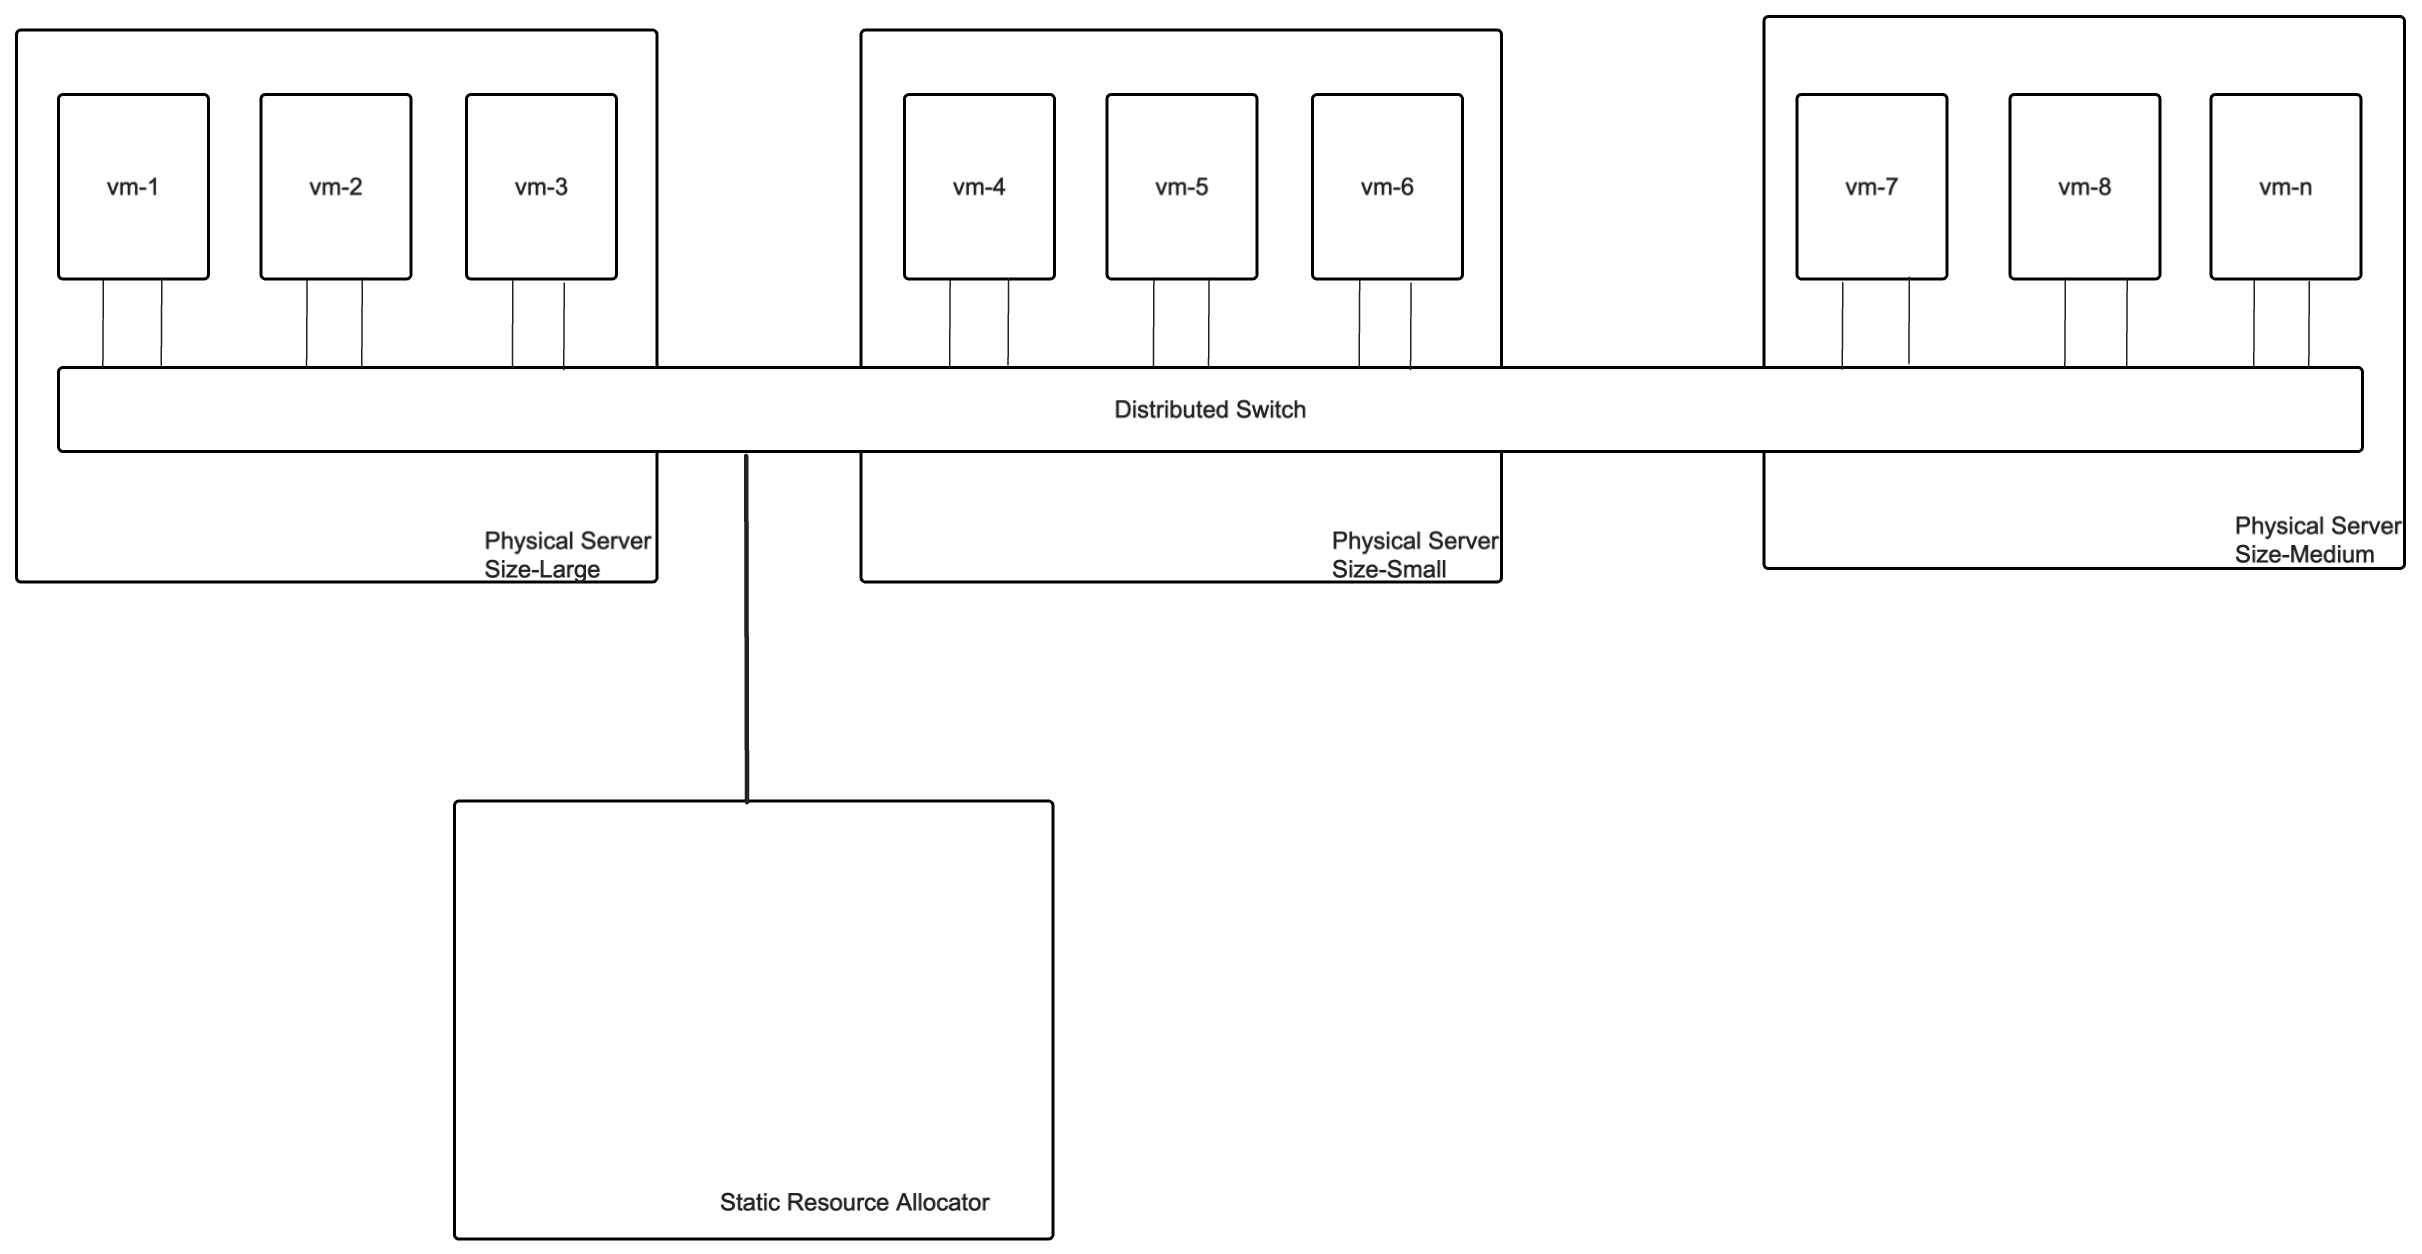 vm-1
vm-2
vm-3
vm-4
vm-5
vm-6
vm-7
vm-8
vm-n
Distributed Switch
Physical Server
Size-Large
Physical Server
Size-Small
Physical Server
Size-Medium
Static Resource Allocator